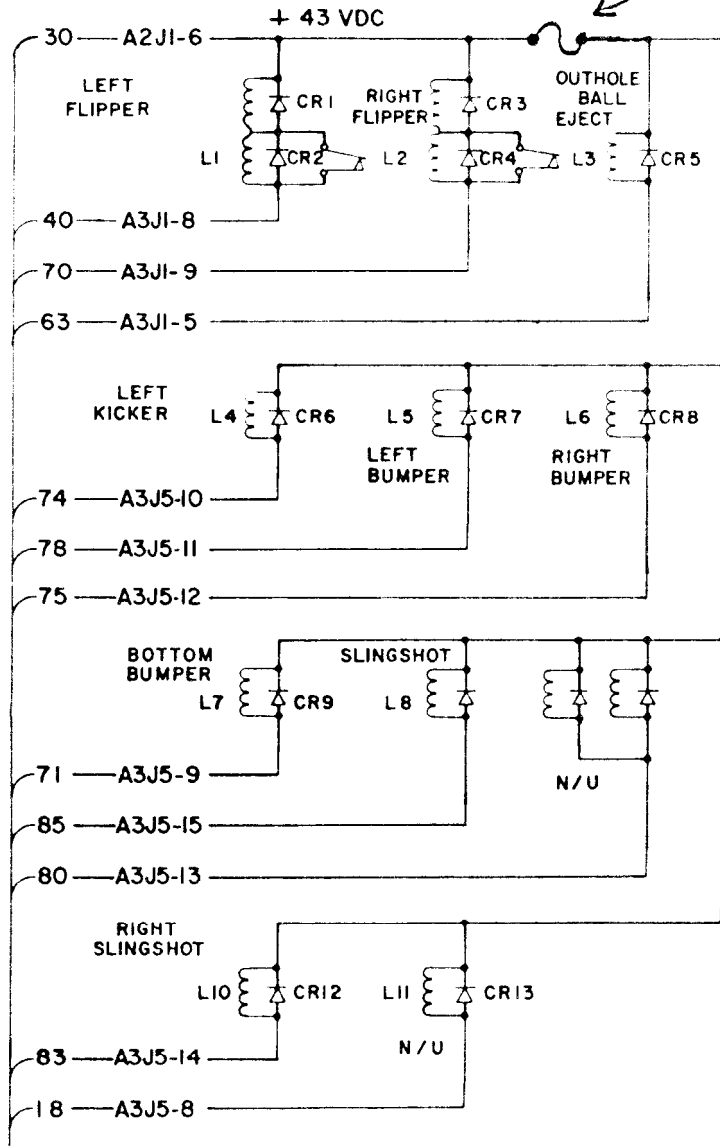 + 43 VDC
30 A2J1-6
LEFT
FLIPPER
CR1
RIGHT
FLIPPER
CR3
OUTHOLE
BALL
EJECT
L1
CR2
L2
CR4
L3
CR5
40 A3J1-8
70 A3J1-9
63 A3J1-5
LEFT
KICKER
L4
CR6
L5
CR7
L6
CR8
LEFT
BUMPER
RIGHT
BUMPER
74 A3J5-10
78 A3J5-11
75 A3J5-12
BOTTOM
BUMPER
SLINGSHOT
L7
CR9
L8
N/U
71 A3J5-9
85 A3J5-15
80 A3J5-13
RIGHT
SLINGSHOT
L10
CR12
L11
CR13
N/U
83 A3J5-14
18 A3J5-8